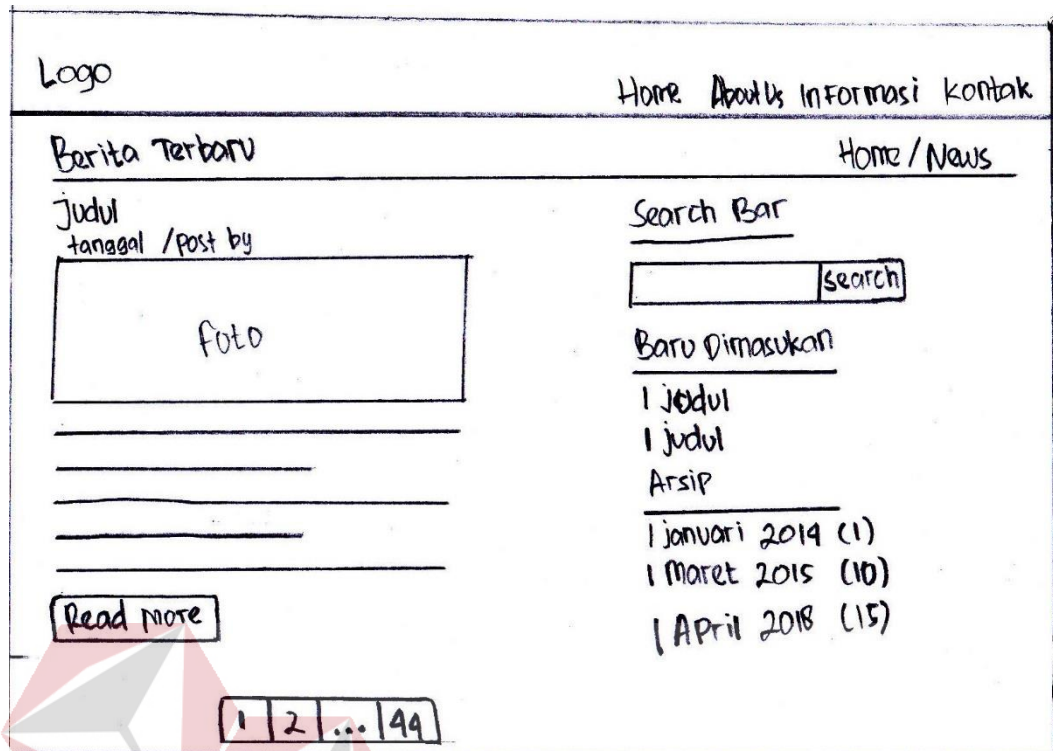 Logo
Home About Us Informasi Kontak
Berita Terbaru
Home / News
judul
tanggal / post by
Foto
Read more
1 2 ... 44
Search Bar
search
Baru Dimasukan
1 judul
1 judul
Arsip
1 januari 2014 (1)
1 Maret 2015 (10)
1 April 2018 (15)